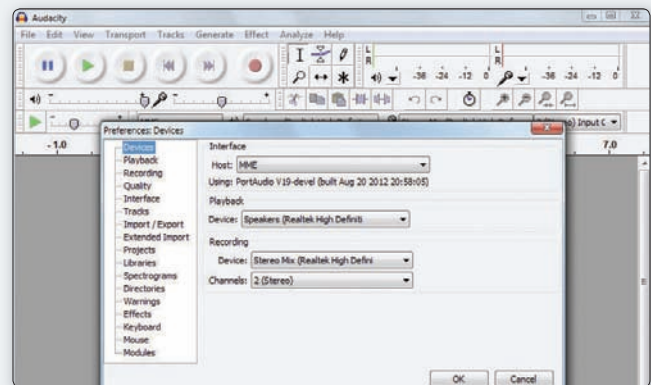 Audacity
File Edit View Transport Tracks Generate Effect Analyze Help
L
R
-36 -24 -12 0
L
R
-36 -24 -12 0
Input C
-1.0
7.0
Preferences: Devices
Devices
Playback
Recording
Quality
Interface
Tracks
Import / Export
Extended Import
Projects
Libraries
Spectrograms
Directories
Warnings
Effects
Keyboard
Mouse
Modules
Interface
Host: MME
Using: PortAudio V19-devel (built Aug 20 2012 20:58:05)
Playback
Device: Speakers (Realtek High Definiti
Recording
Device: Stereo Mix (Realtek High Defini
Channels: 2 (Stereo)
OK Cancel